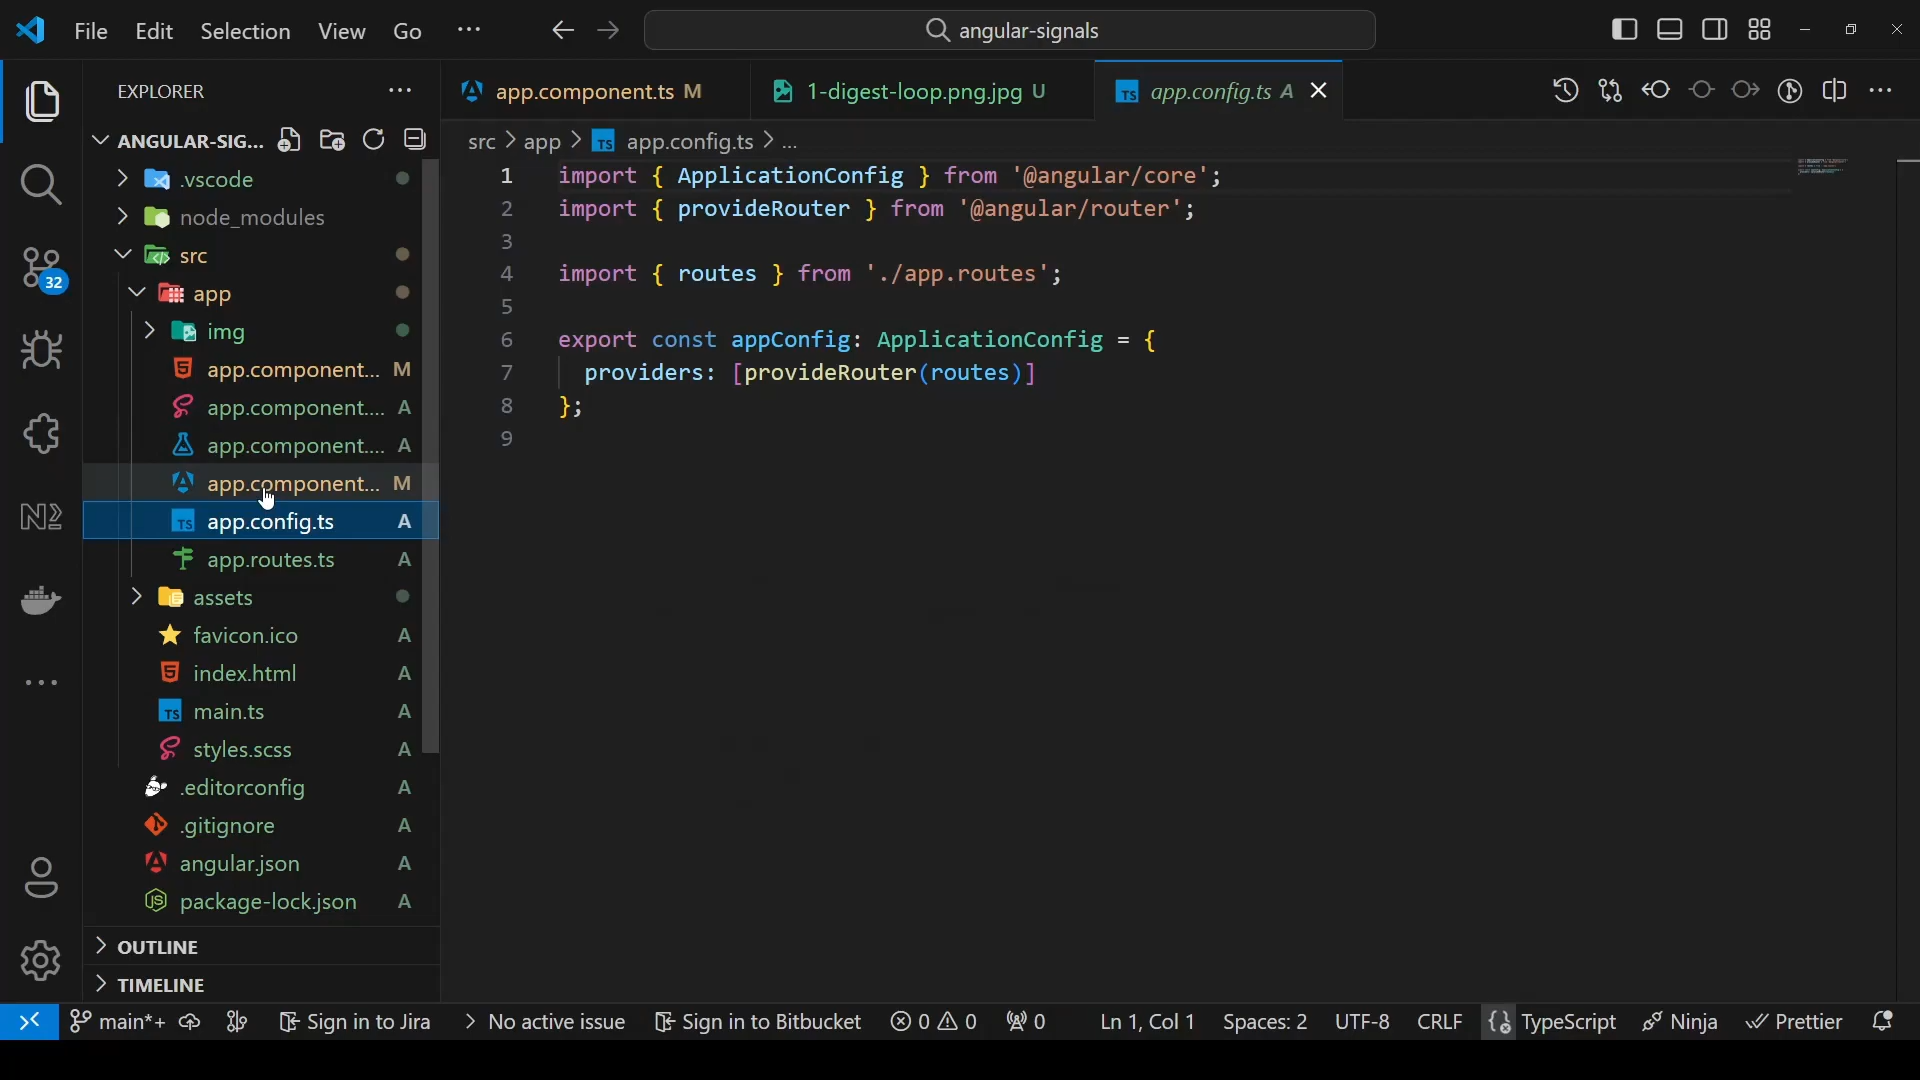 File Edit Selection View Go ...
angular-signals
EXPLORER
ANGULAR-SIG...
.vscode
node_modules
src
app
img
app.component... M
app.component.... A
app.component.... A
app.component... M
app.config.ts A
app.routes.ts A
assets
favicon.ico A
index.html A
main.ts A
styles.scss A
.editorconfig A
.gitignore A
angular.json A
package-lock.json A
OUTLINE
TIMELINE
32
app.component.ts M
1-digest-loop.png.jpg U
TS app.config.ts A
src > app > TS app.config.ts > ...
1 import { ApplicationConfig } from '@angular/core';
2 import { provideRouter } from '@angular/router';
3
4 import { routes } from './app.routes';
5
6 export const appConfig: ApplicationConfig = {
7 providers: [provideRouter(routes)]
8 };
9
main*+ Sign in to Jira > No active issue Sign in to Bitbucket 0 0 0 Ln 1, Col 1 Spaces: 2 UTF-8 CRLF TypeScript Ninja Prettier